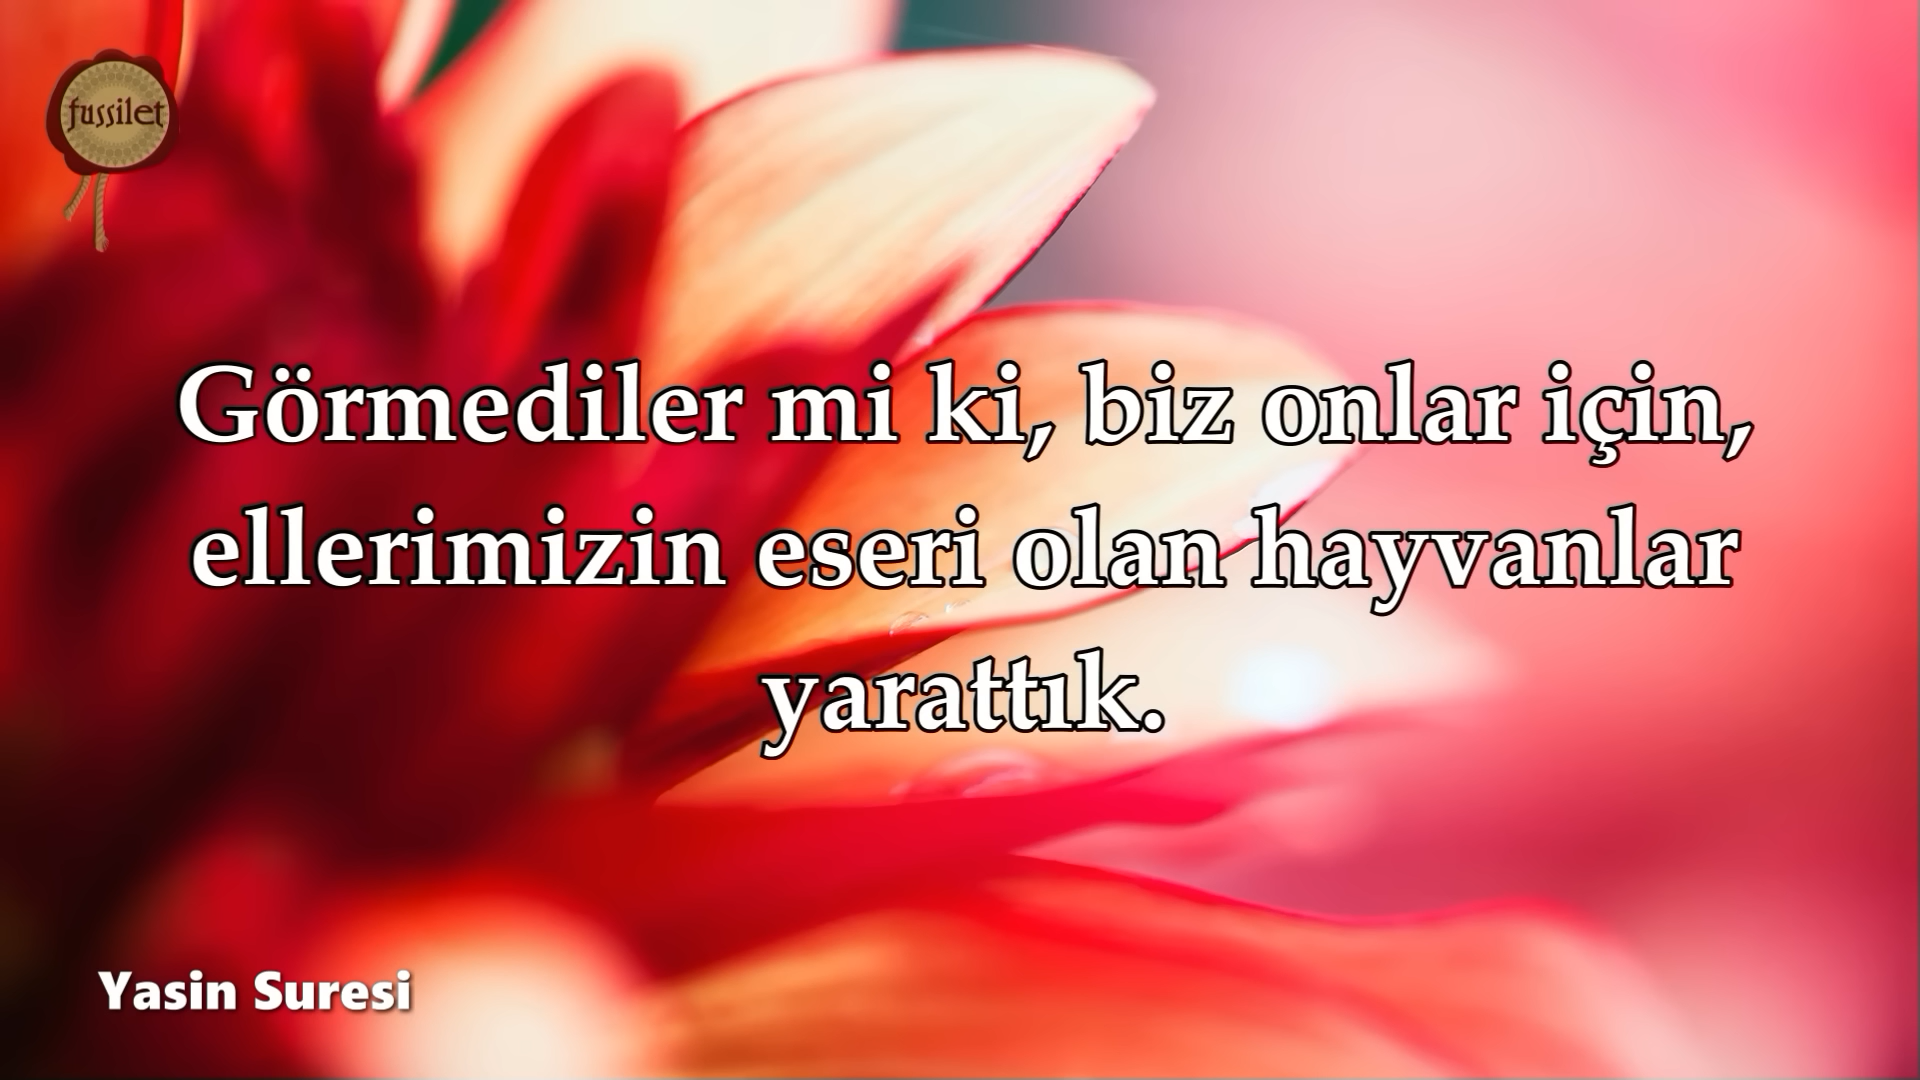 fussilet
Görmediler mi ki, biz onlar için,
ellerimizin eseri olan hayvanlar
yarattık.
Yasin Suresi